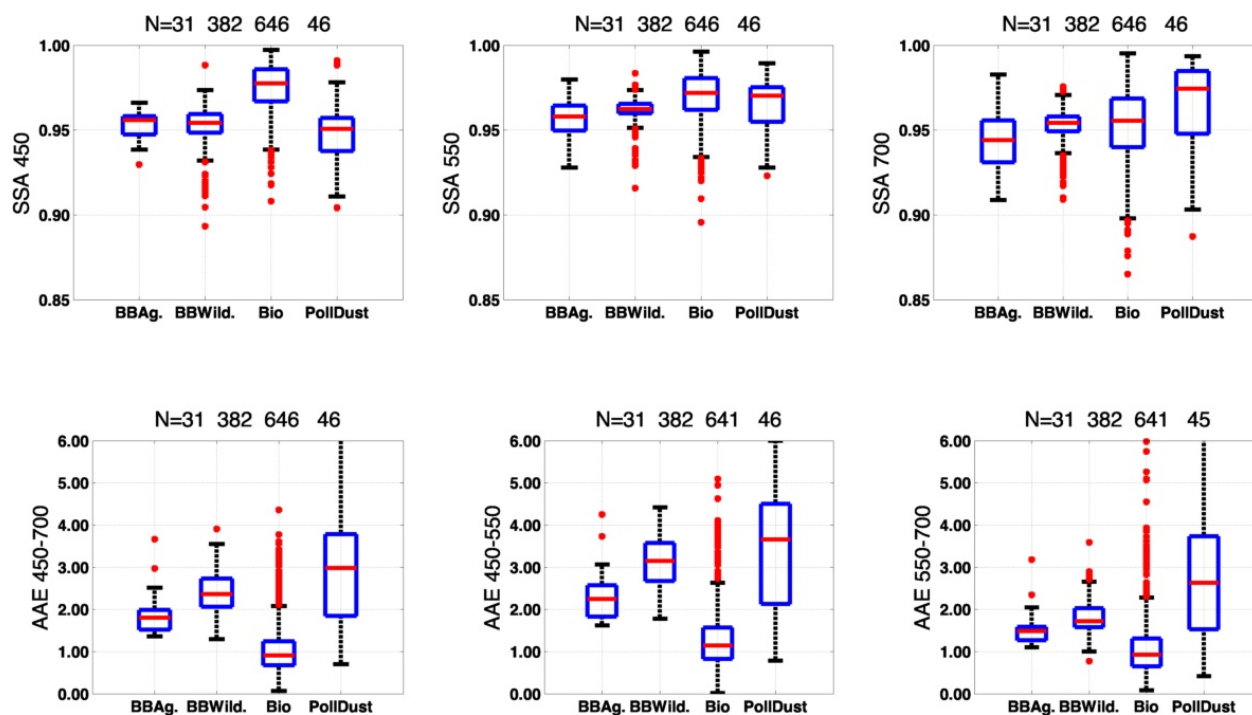 N=31 382 646 46
SSA 450
1.00
0.95
0.90
0.85
BBAg. BBWild. Bio PollDust
N=31 382 646 46
SSA 550
1.00
0.95
0.90
0.85
BBAg. BBWild. Bio PollDust
N=31 382 646 46
SSA 700
1.00
0.95
0.90
0.85
BBAg. BBWild. Bio PollDust
N=31 382 646 46
AAE 450-700
6.00
5.00
4.00
3.00
2.00
1.00
0.00
BBAg. BBWild. Bio PollDust
N=31 382 641 46
AAE 450-550
6.00
5.00
4.00
3.00
2.00
1.00
0.00
BBAg. BBWild. Bio PollDust
N=31 382 641 45
AAE 550-700
6.00
5.00
4.00
3.00
2.00
1.00
0.00
BBAg. BBWild. Bio PollDust